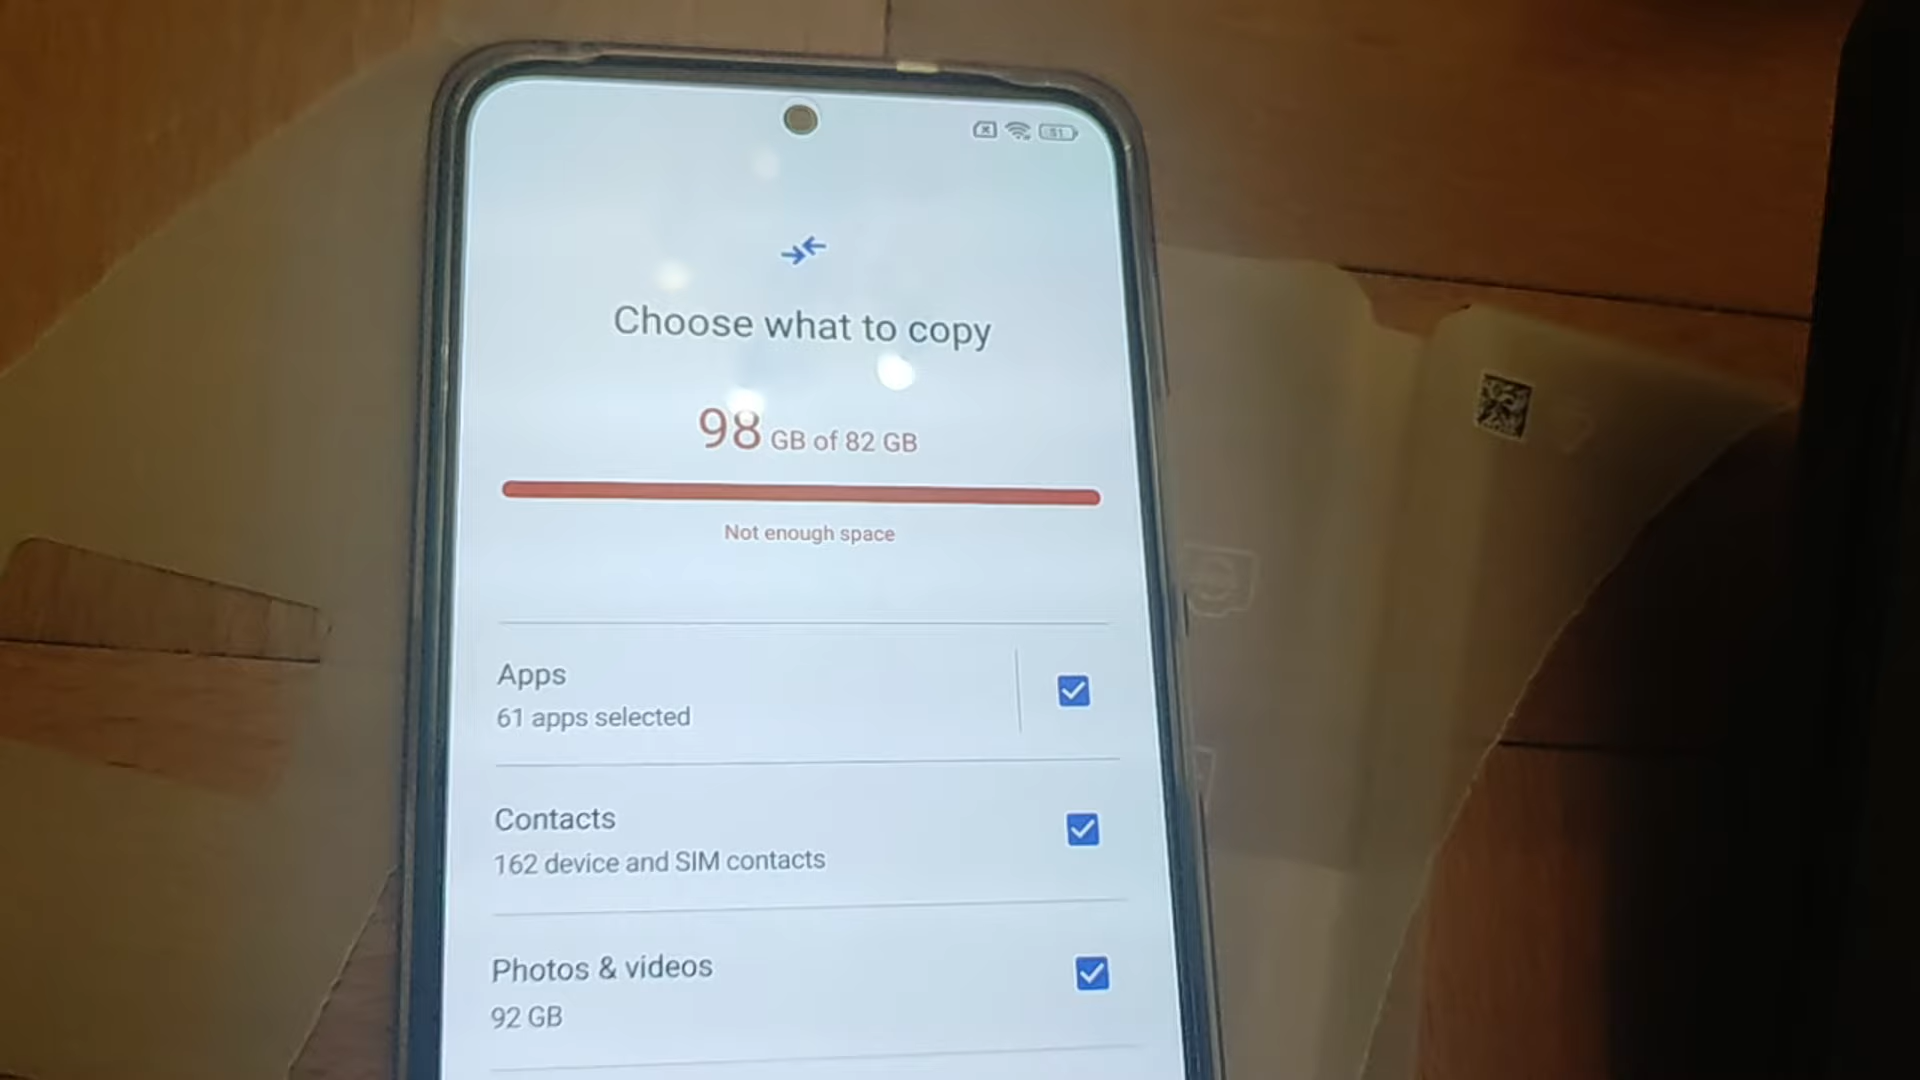 51
Choose what to copy
98 GB of 82 GB
Not enough space
Apps
61 apps selected
Contacts
162 device and SIM contacts
Photos & videos
92 GB